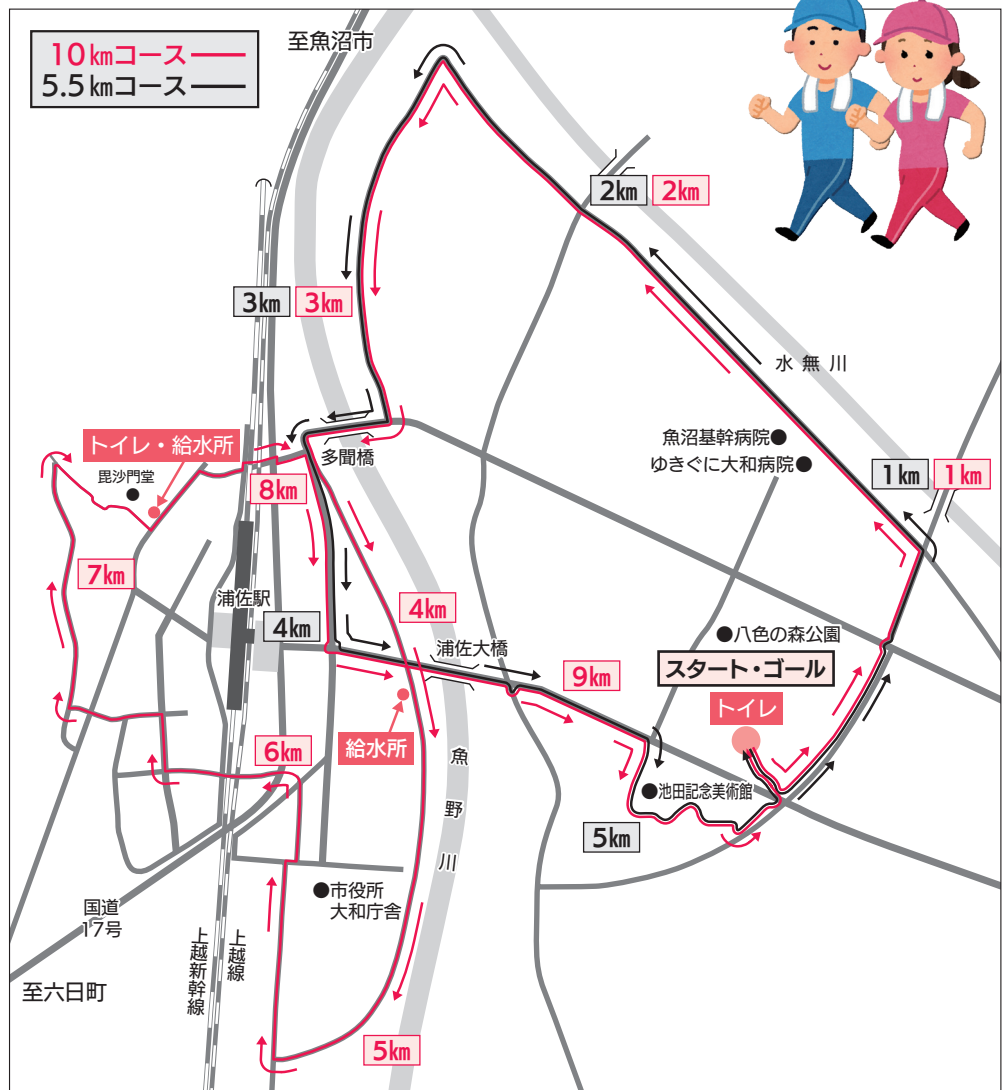 10㎞コース
5.5㎞コース
至魚沼市
2㎞
2㎞
3㎞
3㎞
水無川
魚沼基幹病院
ゆきぐに大和病院
トイレ・給水所
毘沙門堂
多聞橋
8㎞
1㎞
1㎞
7㎞
浦佐駅
4㎞
4㎞
浦佐大橋
八色の森公園
スタート・ゴール
9㎞
トイレ
給水所
6㎞
魚野川
池田記念美術館
5㎞
市役所
大和庁舎
国道
17号
上越新幹線
上越線
至六日町
5㎞